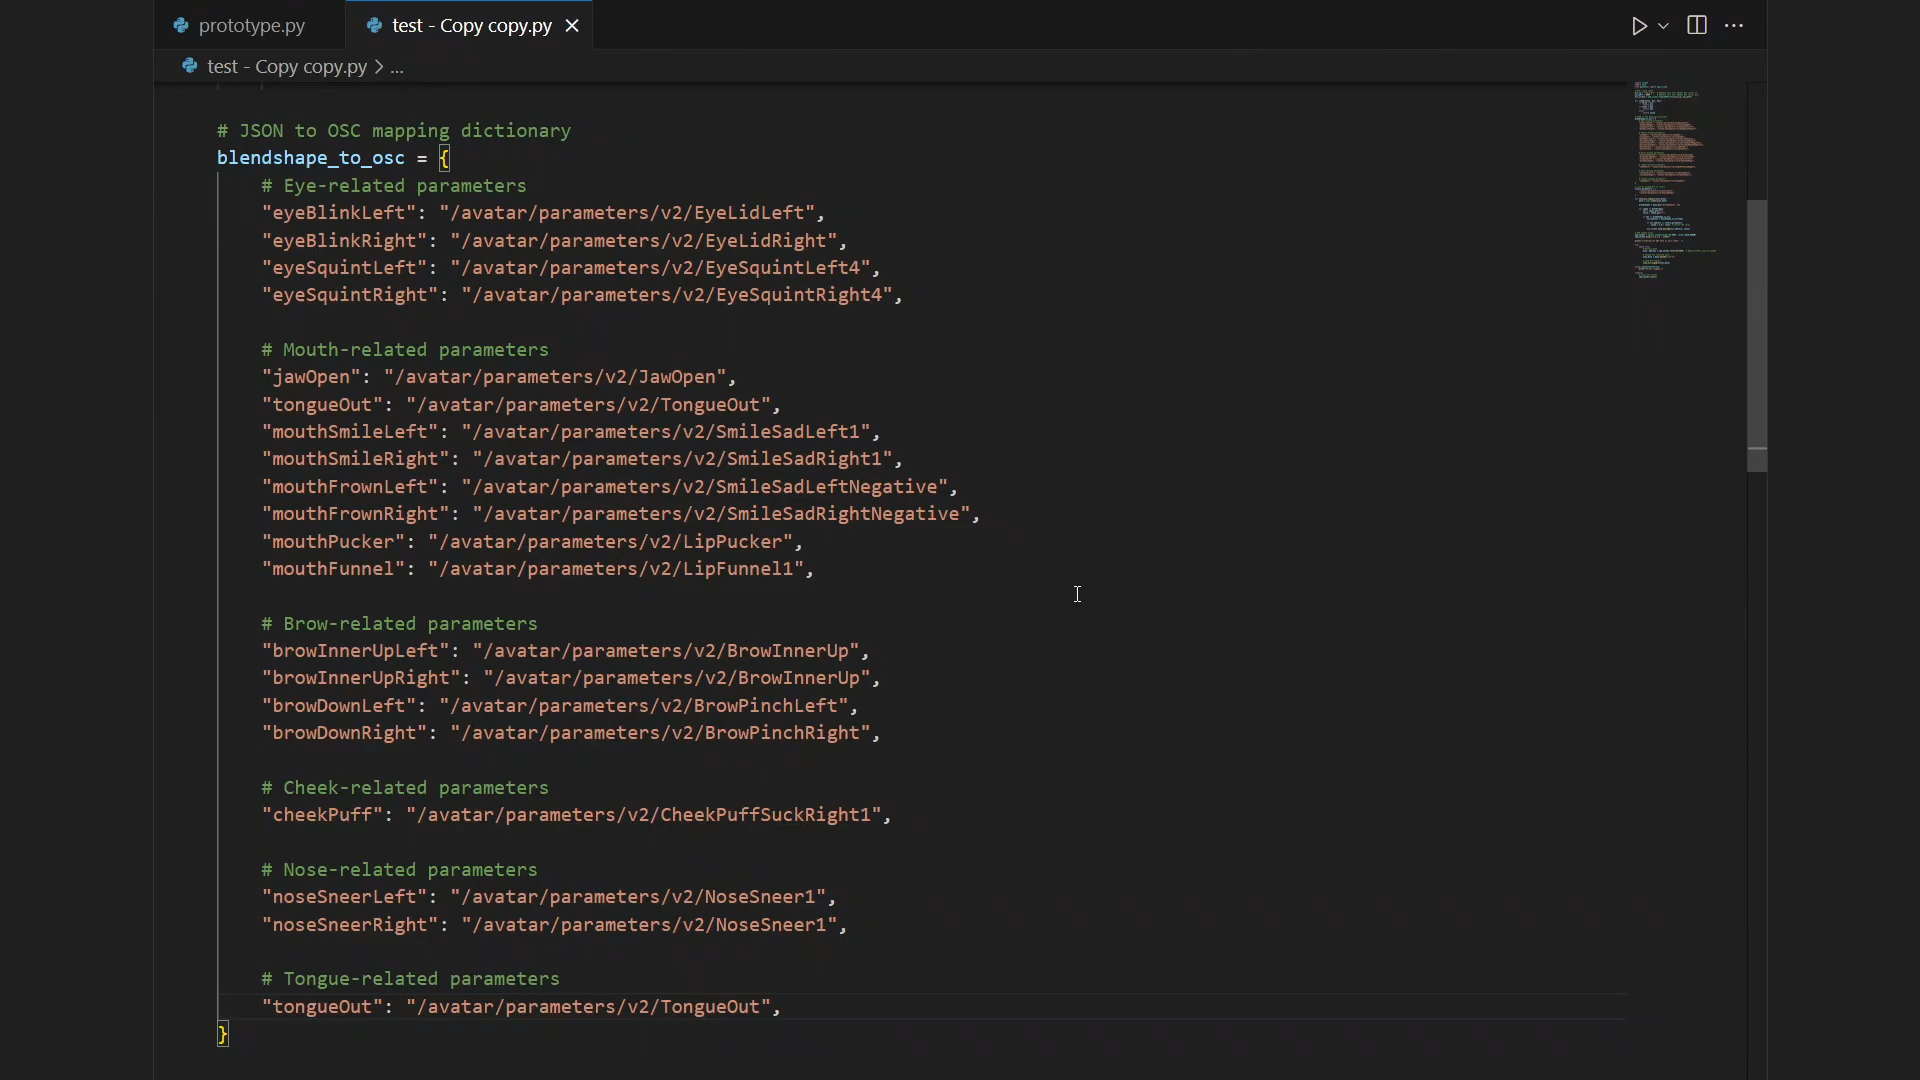 prototype.py
test - Copy copy.py
test - Copy copy.py > ...
# JSON to OSC mapping dictionary
blendshape_to_osc = {
# Eye-related parameters
"eyeBlinkLeft": "/avatar/parameters/v2/EyeLidLeft",
"eyeBlinkRight": "/avatar/parameters/v2/EyeLidRight",
"eyeSquintLeft": "/avatar/parameters/v2/EyeSquintLeft4",
"eyeSquintRight": "/avatar/parameters/v2/EyeSquintRight4",
# Mouth-related parameters
"jawOpen": "/avatar/parameters/v2/JawOpen",
"tongueOut": "/avatar/parameters/v2/TongueOut",
"mouthSmileLeft": "/avatar/parameters/v2/SmileSadLeft1",
"mouthSmileRight": "/avatar/parameters/v2/SmileSadRight1",
"mouthFrownLeft": "/avatar/parameters/v2/SmileSadLeftNegative",
"mouthFrownRight": "/avatar/parameters/v2/SmileSadRightNegative",
"mouthPucker": "/avatar/parameters/v2/LipPucker",
"mouthFunnel": "/avatar/parameters/v2/LipFunnel1",
# Brow-related parameters
"browInnerUpLeft": "/avatar/parameters/v2/BrowInnerUp",
"browInnerUpRight": "/avatar/parameters/v2/BrowInnerUp",
"browDownLeft": "/avatar/parameters/v2/BrowPinchLeft",
"browDownRight": "/avatar/parameters/v2/BrowPinchRight",
# Cheek-related parameters
"cheekPuff": "/avatar/parameters/v2/CheekPuffSuckRight1",
# Nose-related parameters
"noseSneerLeft": "/avatar/parameters/v2/NoseSneer1",
"noseSneerRight": "/avatar/parameters/v2/NoseSneer1",
# Tongue-related parameters
"tongueOut": "/avatar/parameters/v2/TongueOut",
}